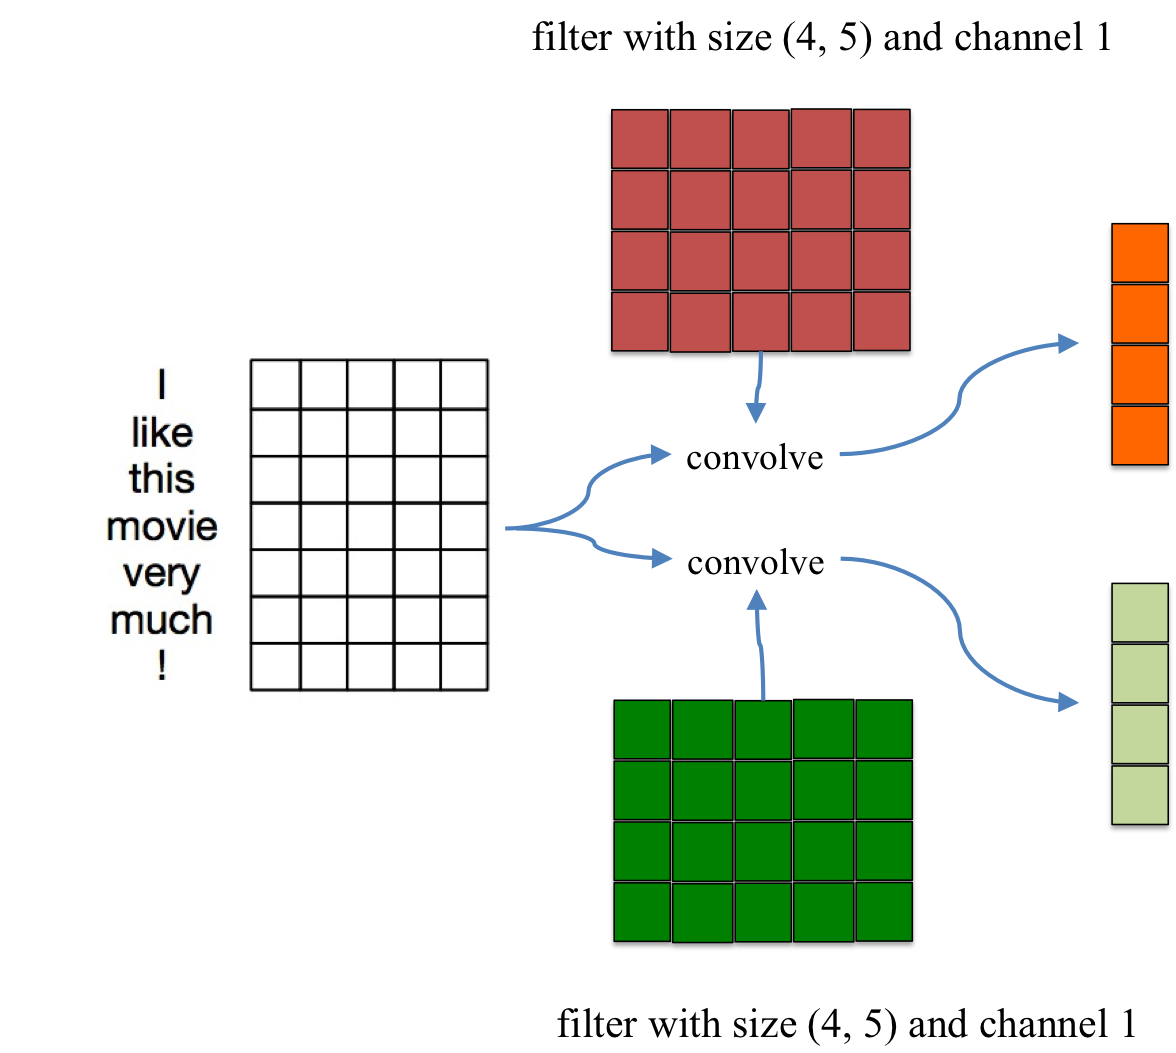 filter with size (4, 5) and channel 1
I
like
this
movie
very
much
!
convolve
convolve
filter with size (4, 5) and channel 1